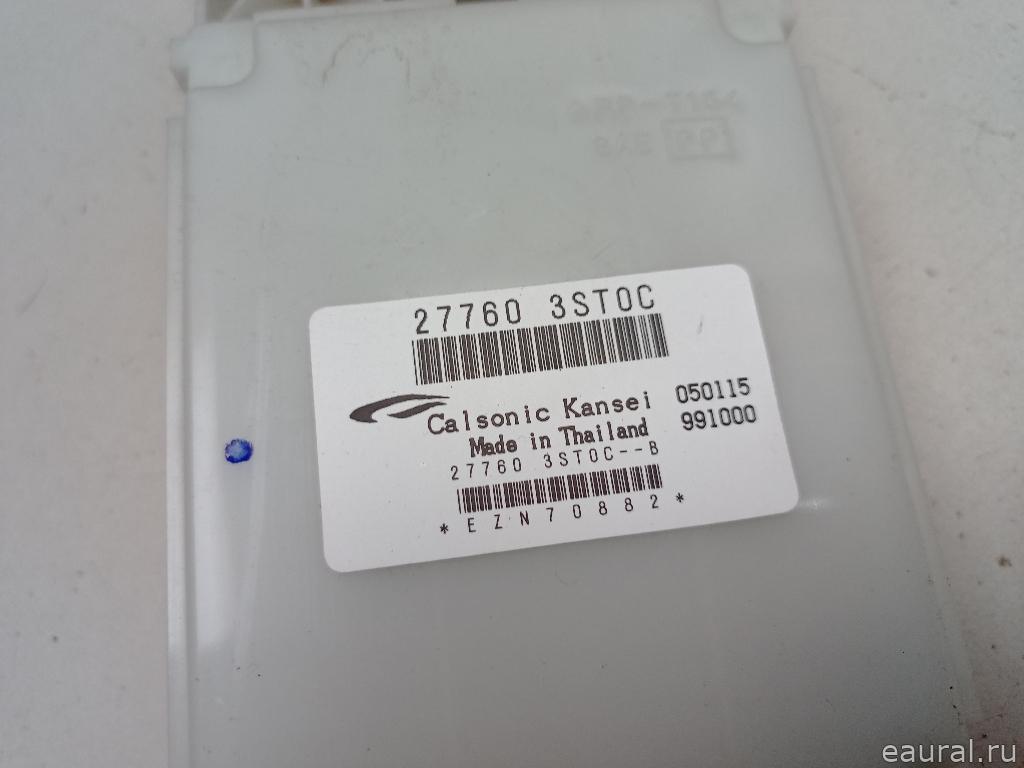 27760 3ST0C
Calsonic Kansei 050115
Made in Thailand 991000
27760 3ST0C--B
*EZN70882*
eaural.ru